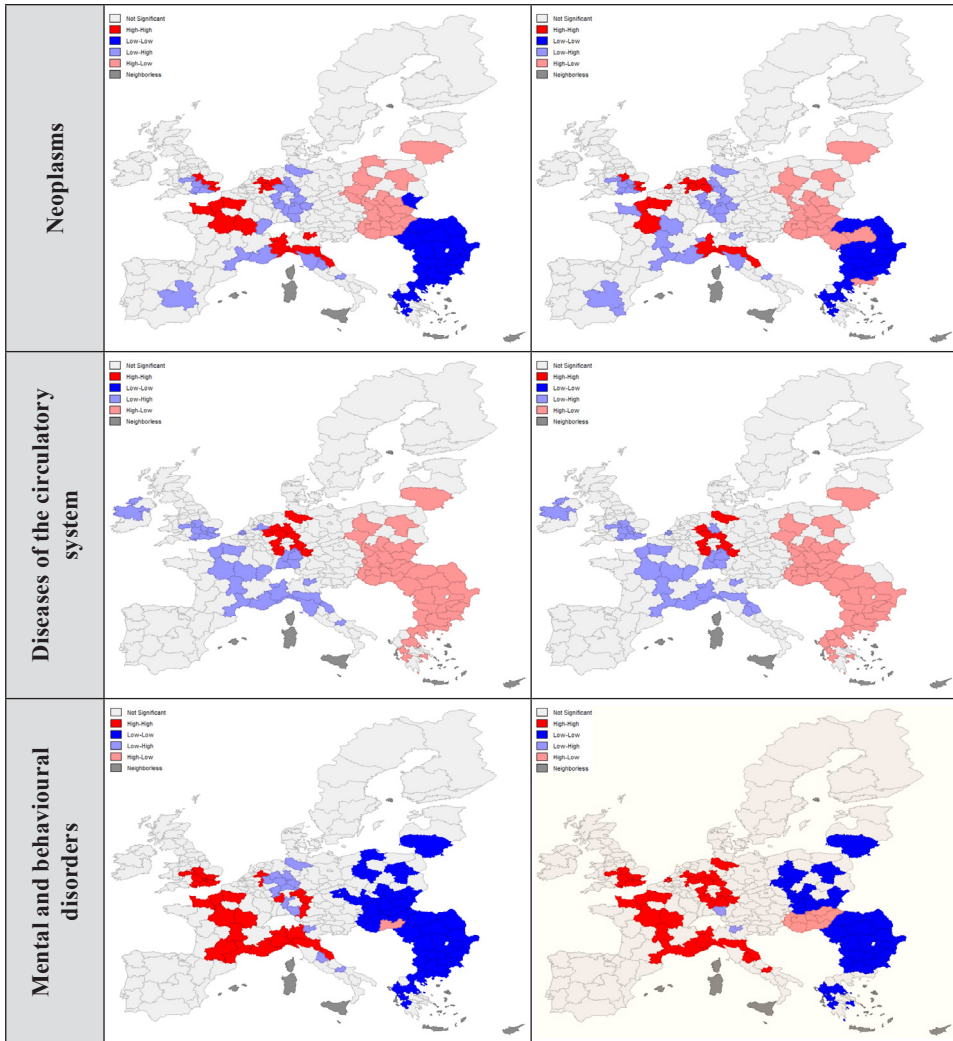 Neoplasms
Not Significant
High-High
Low-Low
Low-High
High-Low
Neighborless
Not Significant
High-High
Low-Low
Low-High
High-Low
Neighborless
Diseases of the circulatory
system
Not Significant
High-High
Low-Low
Low-High
High-Low
Neighborless
Not Significant
High-High
Low-Low
Low-High
High-Low
Neighborless
Mental and behavioural
disorders
Not Significant
High-High
Low-Low
Low-High
High-Low
Neighborless
Not Significant
High-High
Low-Low
Low-High
High-Low
Neighborless